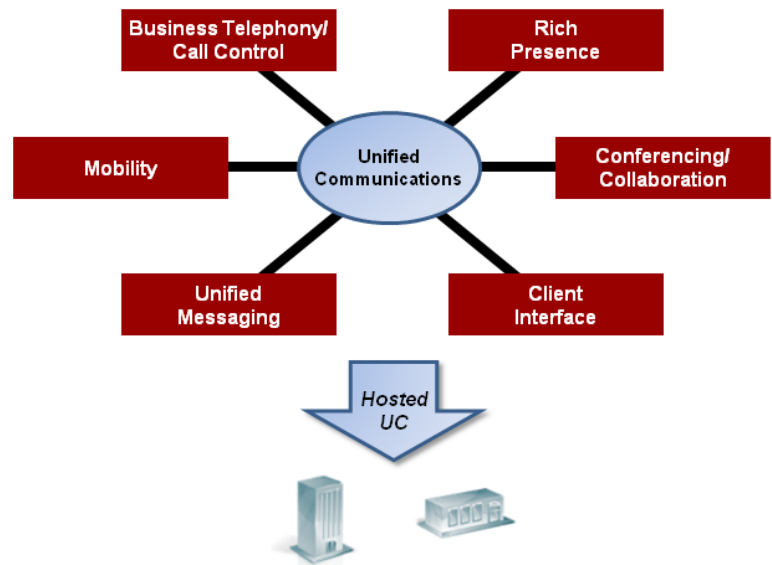 Business Telephony/
Call Control
Rich
Presence
Mobility
Unified
Communications
Conferencing/
Collaboration
Unified
Messaging
Client
Interface
Hosted
UC